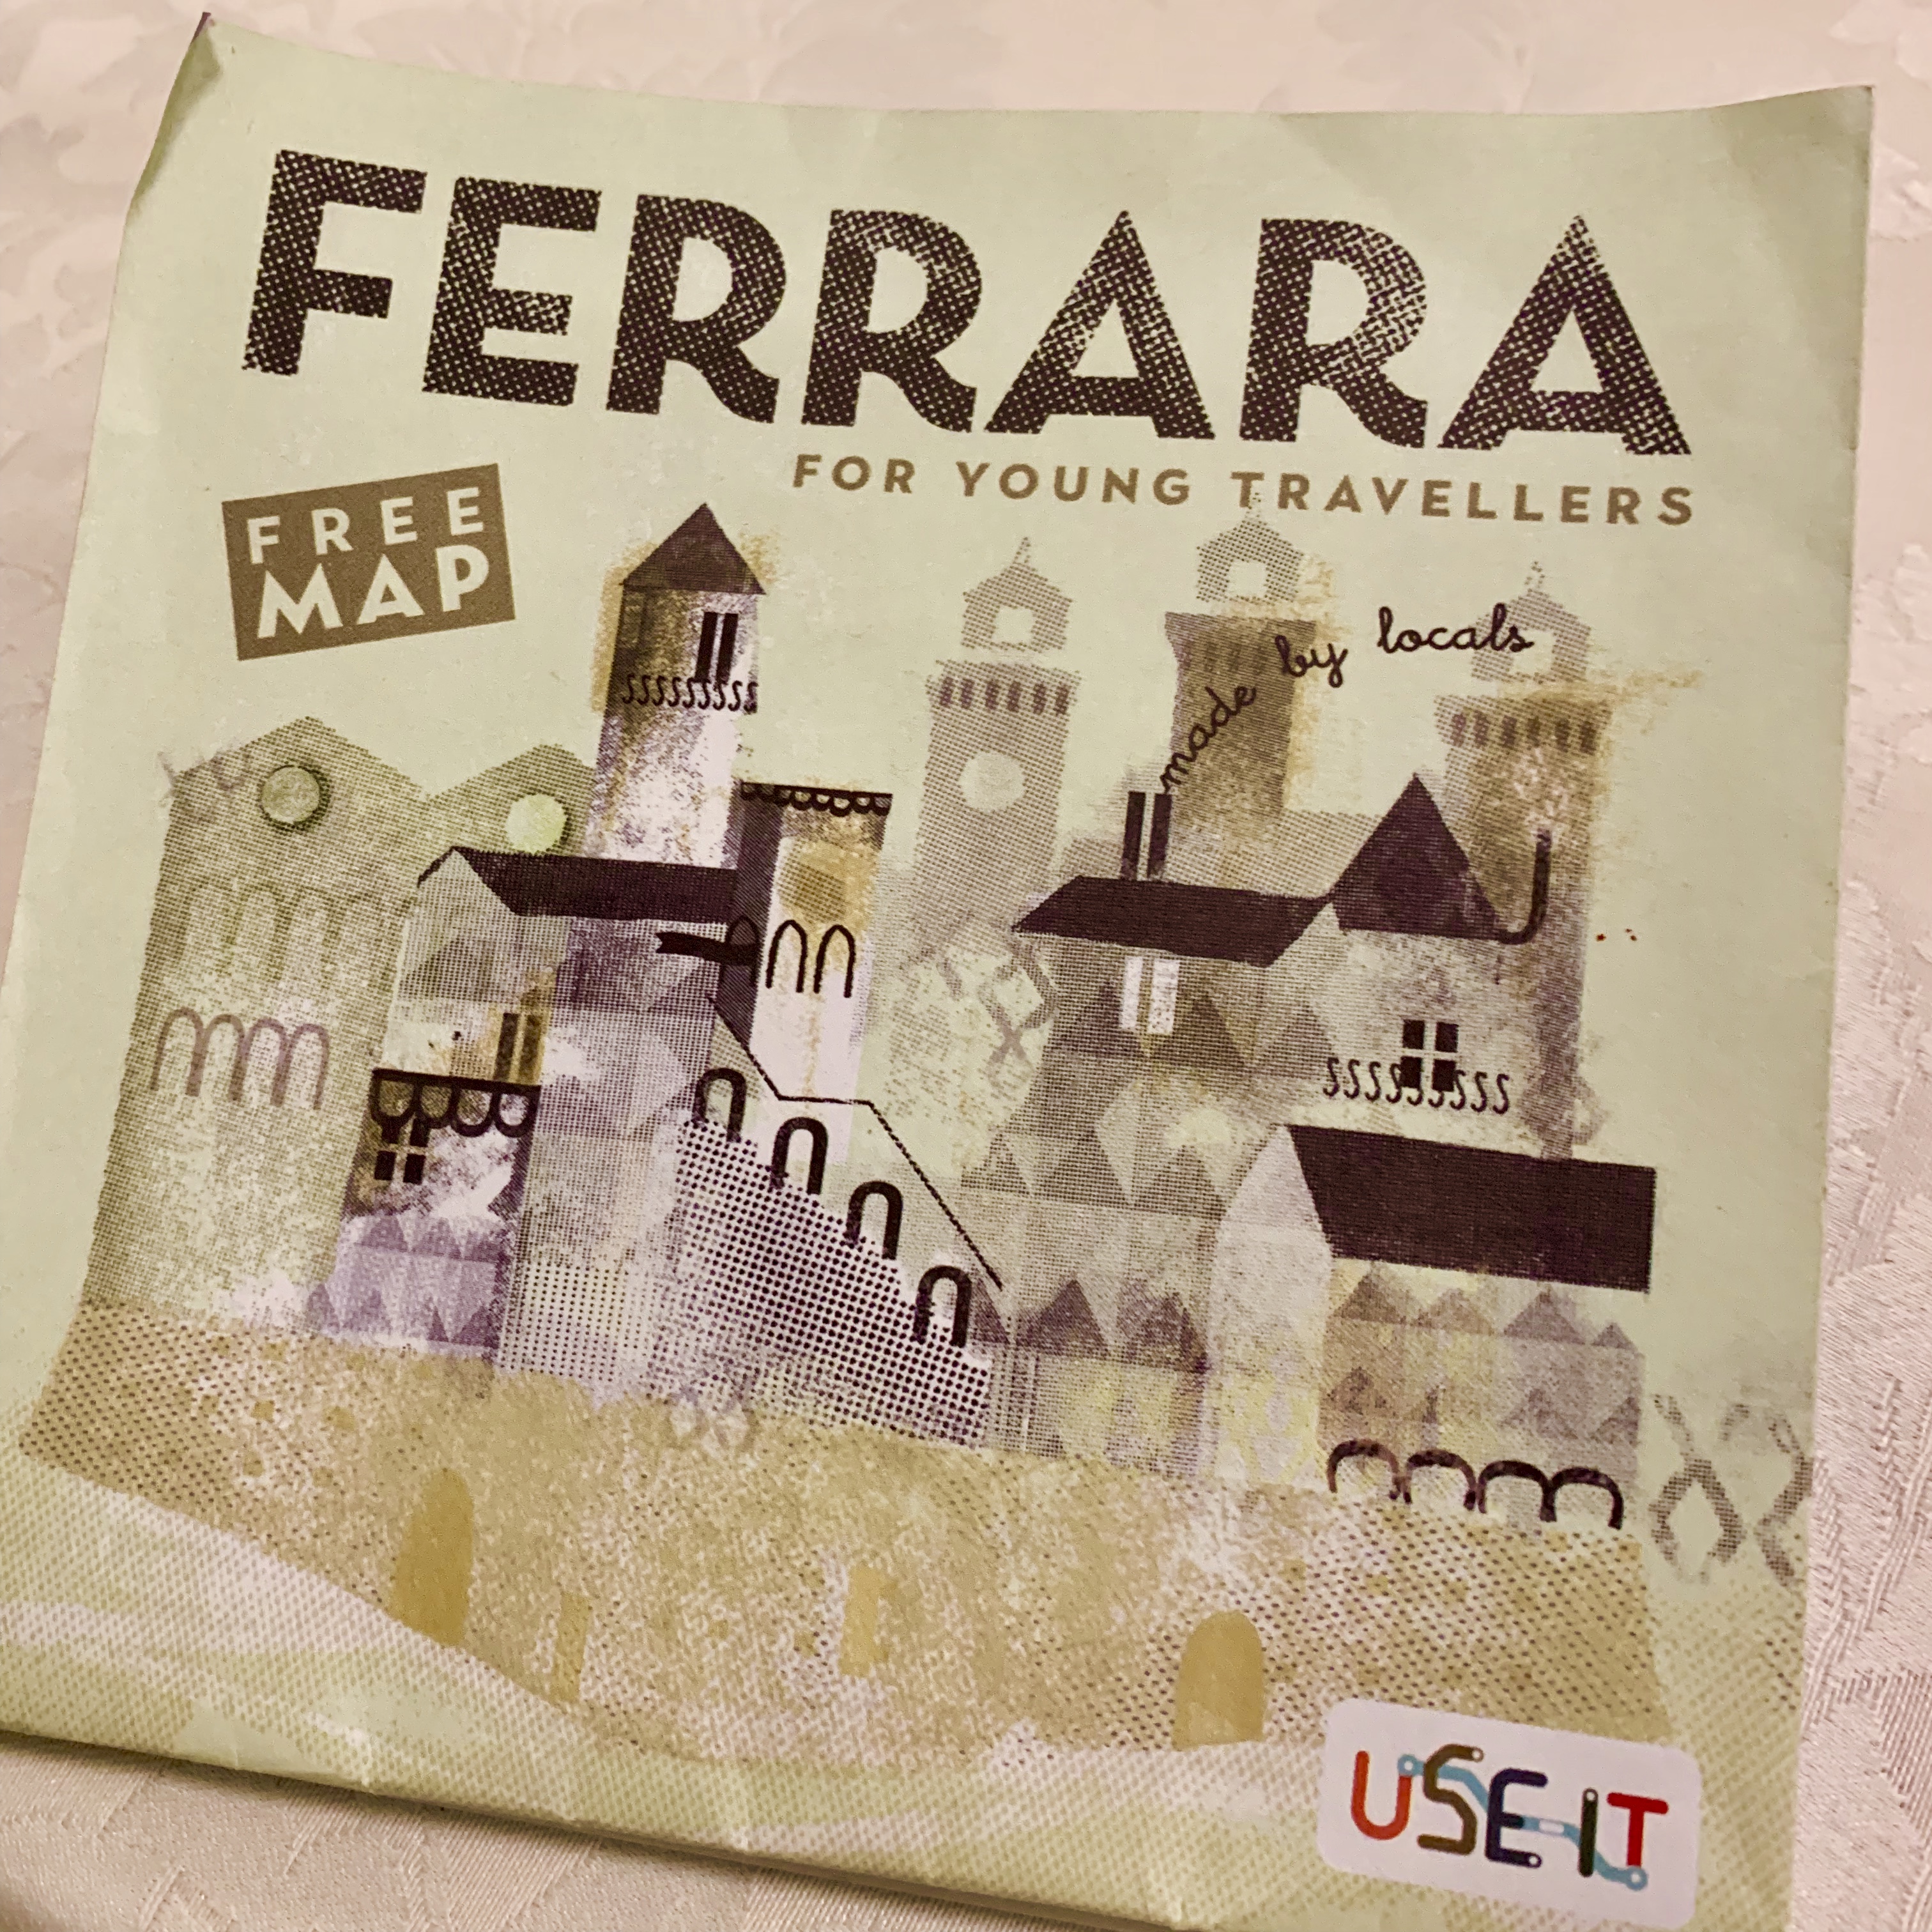 FERRARA
FOR YOUNG TRAVELLERS
FREE
MAP
made by locals
USE-IT